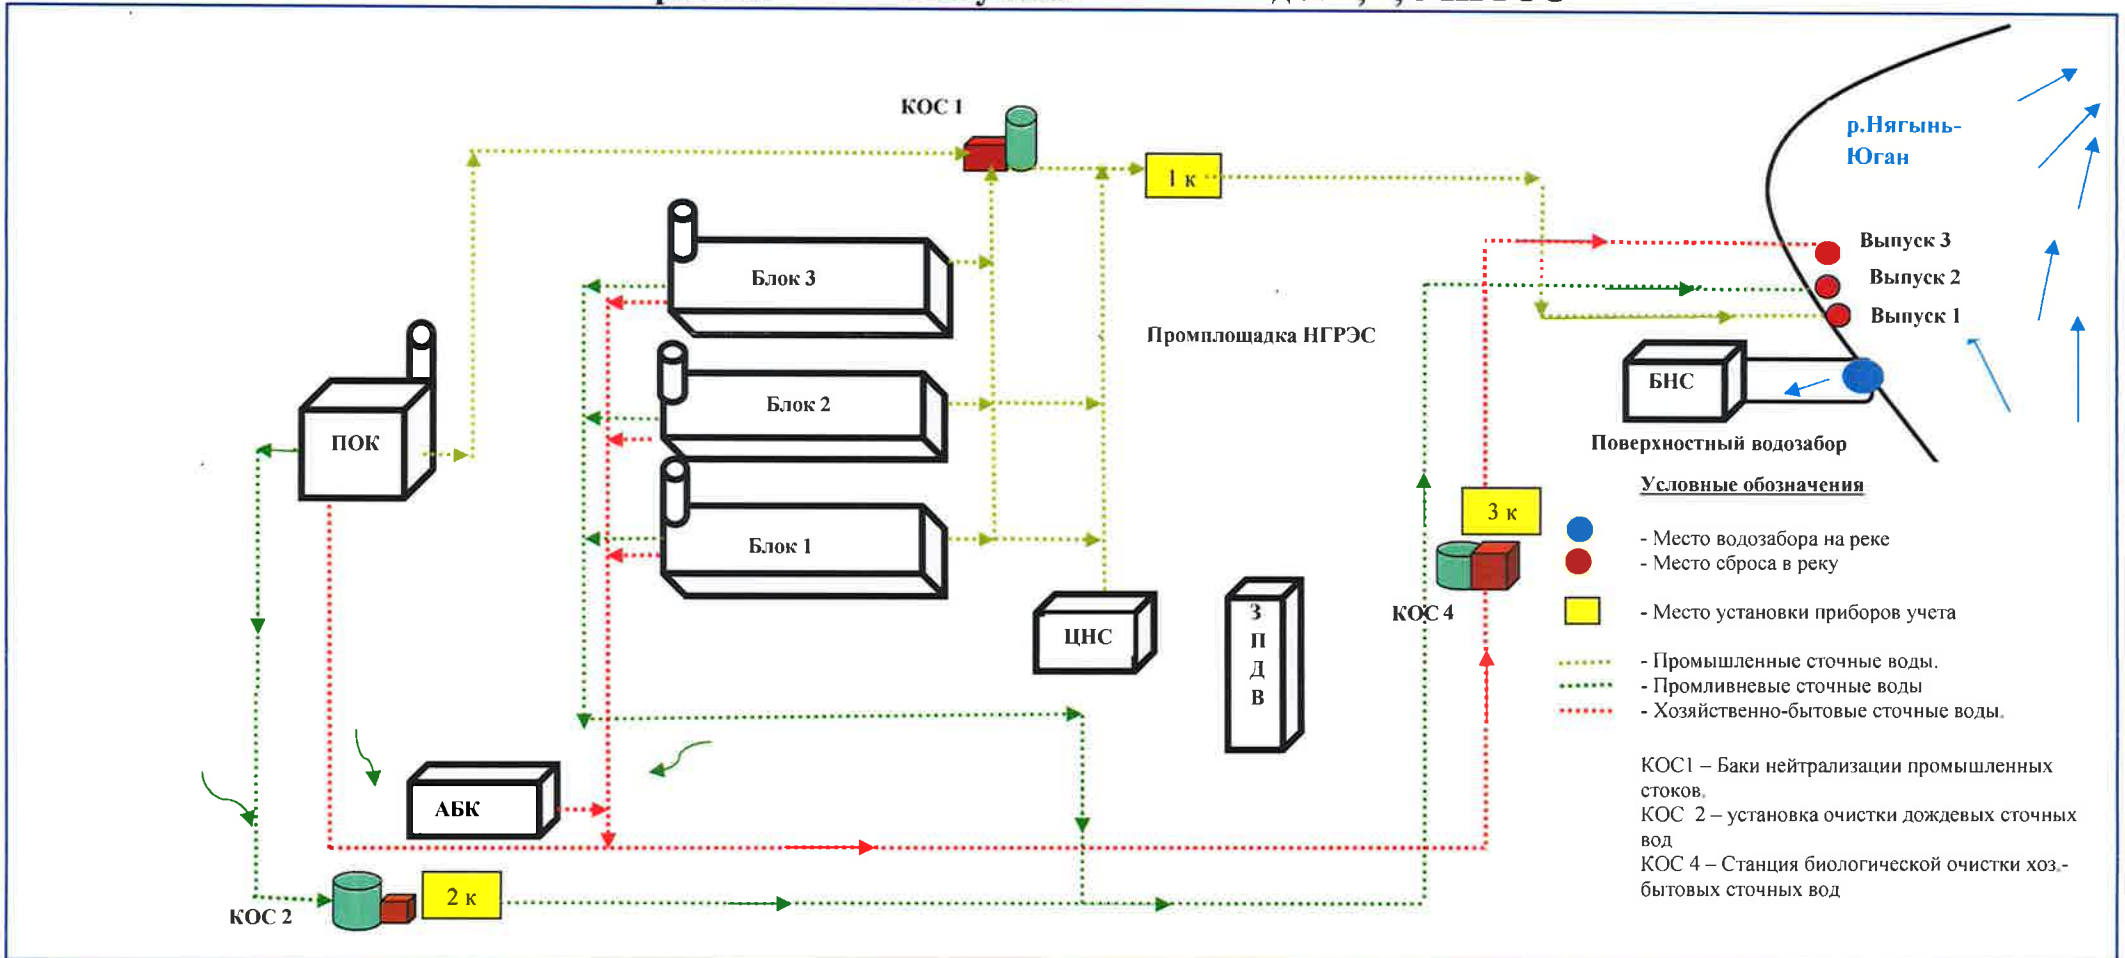 КОС 1
р.Нягынь-
Юган
1 к
Выпуск 3
Блок 3
Выпуск 2
Выпуск 1
Промплощадка НГРЭС
БНС
Блок 2
ПОК
Поверхностный водозабор
Условные обозначения
3 к
- Место водозабора на реке
Блок 1
- Место сброса в реку
КОС 4
- Место установки приборов учета
З
П
Д
В
ЦНС
- Промышленные сточные воды.
- Промливневые сточные воды
- Хозяйственно-бытовые сточные воды.
КОС1 – Баки нейтрализации промышленных
стоков.
КОС 2 – установка очистки дождевых сточных
вод
КОС 4 – Станция биологической очистки хоз.-
бытовых сточных вод
АБК
2 к
КОС 2